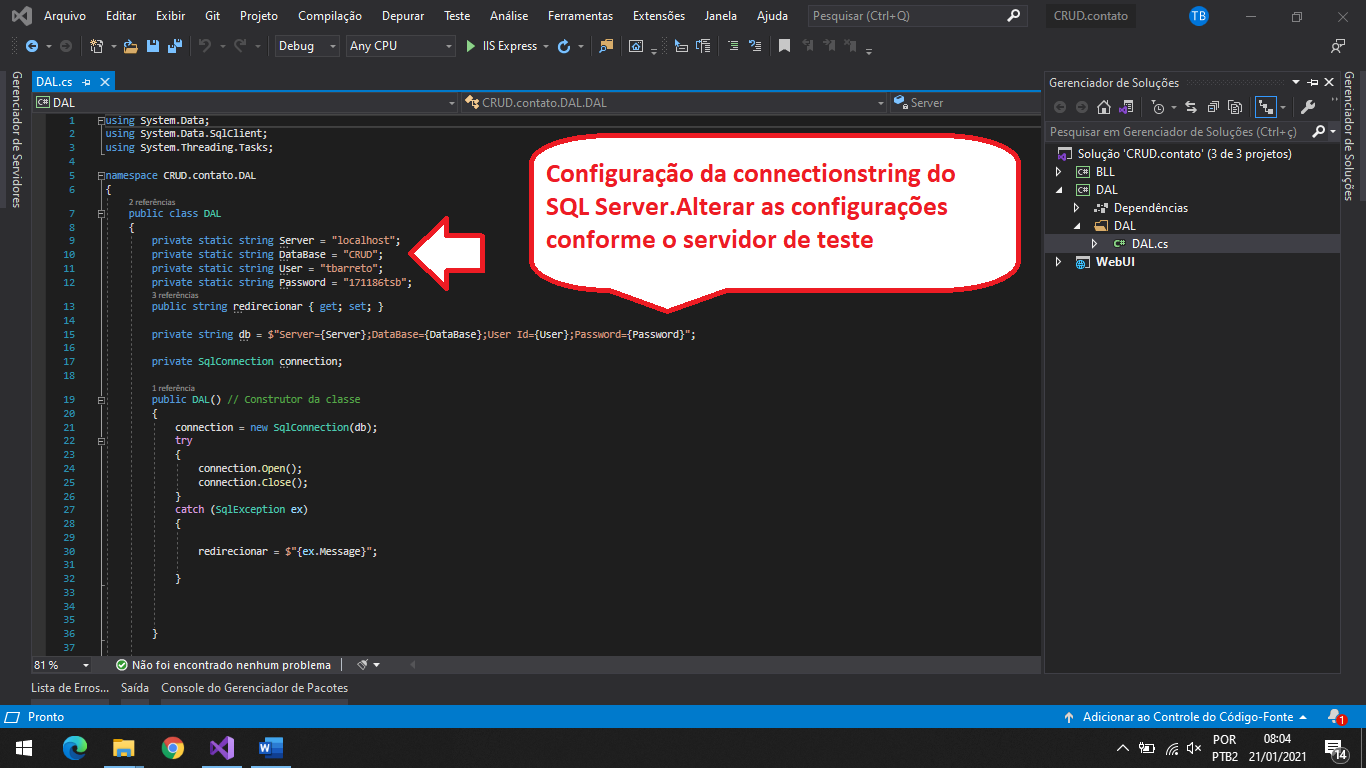 Arquivo Editar Exibir Git Projeto Compilação Depurar Teste Análise Ferramentas Extensões Janela Ajuda Pesquisar (Ctrl+Q) CRUD.contato TB
Debug Any CPU IIS Express
Gerenciador de Servidores
DAL.cs
DAL CRUD.contato.DAL.DAL Server
1 using System.Data;
2 using System.Data.SqlClient;
3 using System.Threading.Tasks;
4
5 namespace CRUD.contato.DAL
6 {
2 referências
7 public class DAL
8 {
9 private static string Server = "localhost";
10 private static string DataBase = "CRUD";
11 private static string User = "tbarreto";
12 private static string Password = "171186tsb";
3 referências
13 public string redirecionar { get; set; }
14
15 private string db = $"Server={Server};DataBase={DataBase};User Id={User};Password={Password}";
16
17 private SqlConnection connection;
18
1 referência
19 public DAL() // Construtor da classe
20 {
21 connection = new SqlConnection(db);
22 try
23 {
24 connection.Open();
25 connection.Close();
26 }
27 catch (SqlException ex)
28 {
29
30 redirecionar = $"{ex.Message}";
31
32 }
33
34
35
36 }
37
Configuração da connectionstring do
SQL Server.Alterar as configurações
conforme o servidor de teste
81 % Não foi encontrado nenhum problema
Gerenciador de Soluções
Pesquisar em Gerenciador de Soluções (Ctrl+ç)
Solução 'CRUD.contato' (3 de 3 projetos)
C# BLL
C# DAL
Dependências
DAL
C# DAL.cs
WebUI
Gerenciador de Soluções
Lista de Erros... Saída Console do Gerenciador de Pacotes
Pronto Adicionar ao Controle do Código-Fonte 1
POR 08:04
PTB2 21/01/2021 14